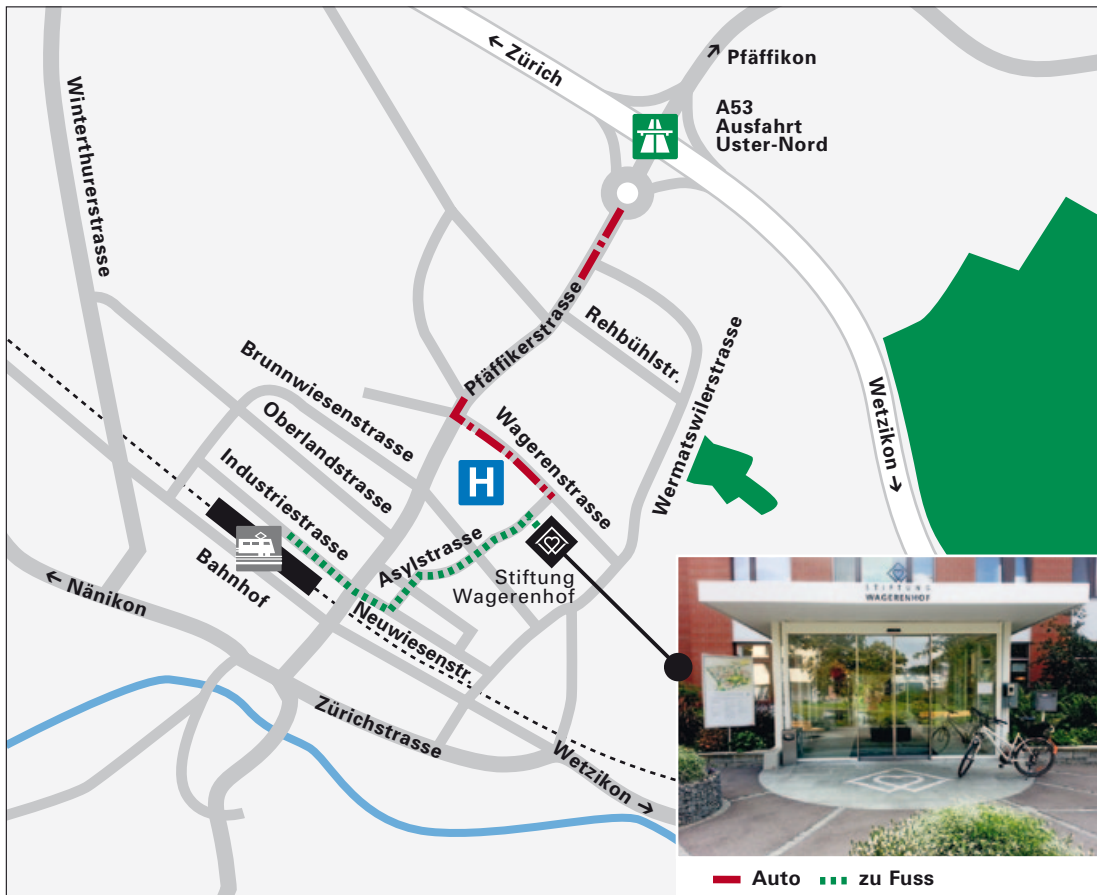 ← Zürich
↗ Pfäffikon
A53
Ausfahrt
Uster-Nord
Winterthurerstrasse
Pfäffikerstrasse
Rehbühlstr.
Wermatswilerstrasse
Wetzikon →
Brunnwiesenstrasse
Oberlandstrasse
Industriestrasse
Wagerenstrasse
H
Asylstrasse
Stiftung
Wagerenhof
Bahnhof
← Nänikon
Neuwiesenstr.
Zürichstrasse
Wetzikon →
STIFTUNG
WAGERENHOF
Auto
zu Fuss